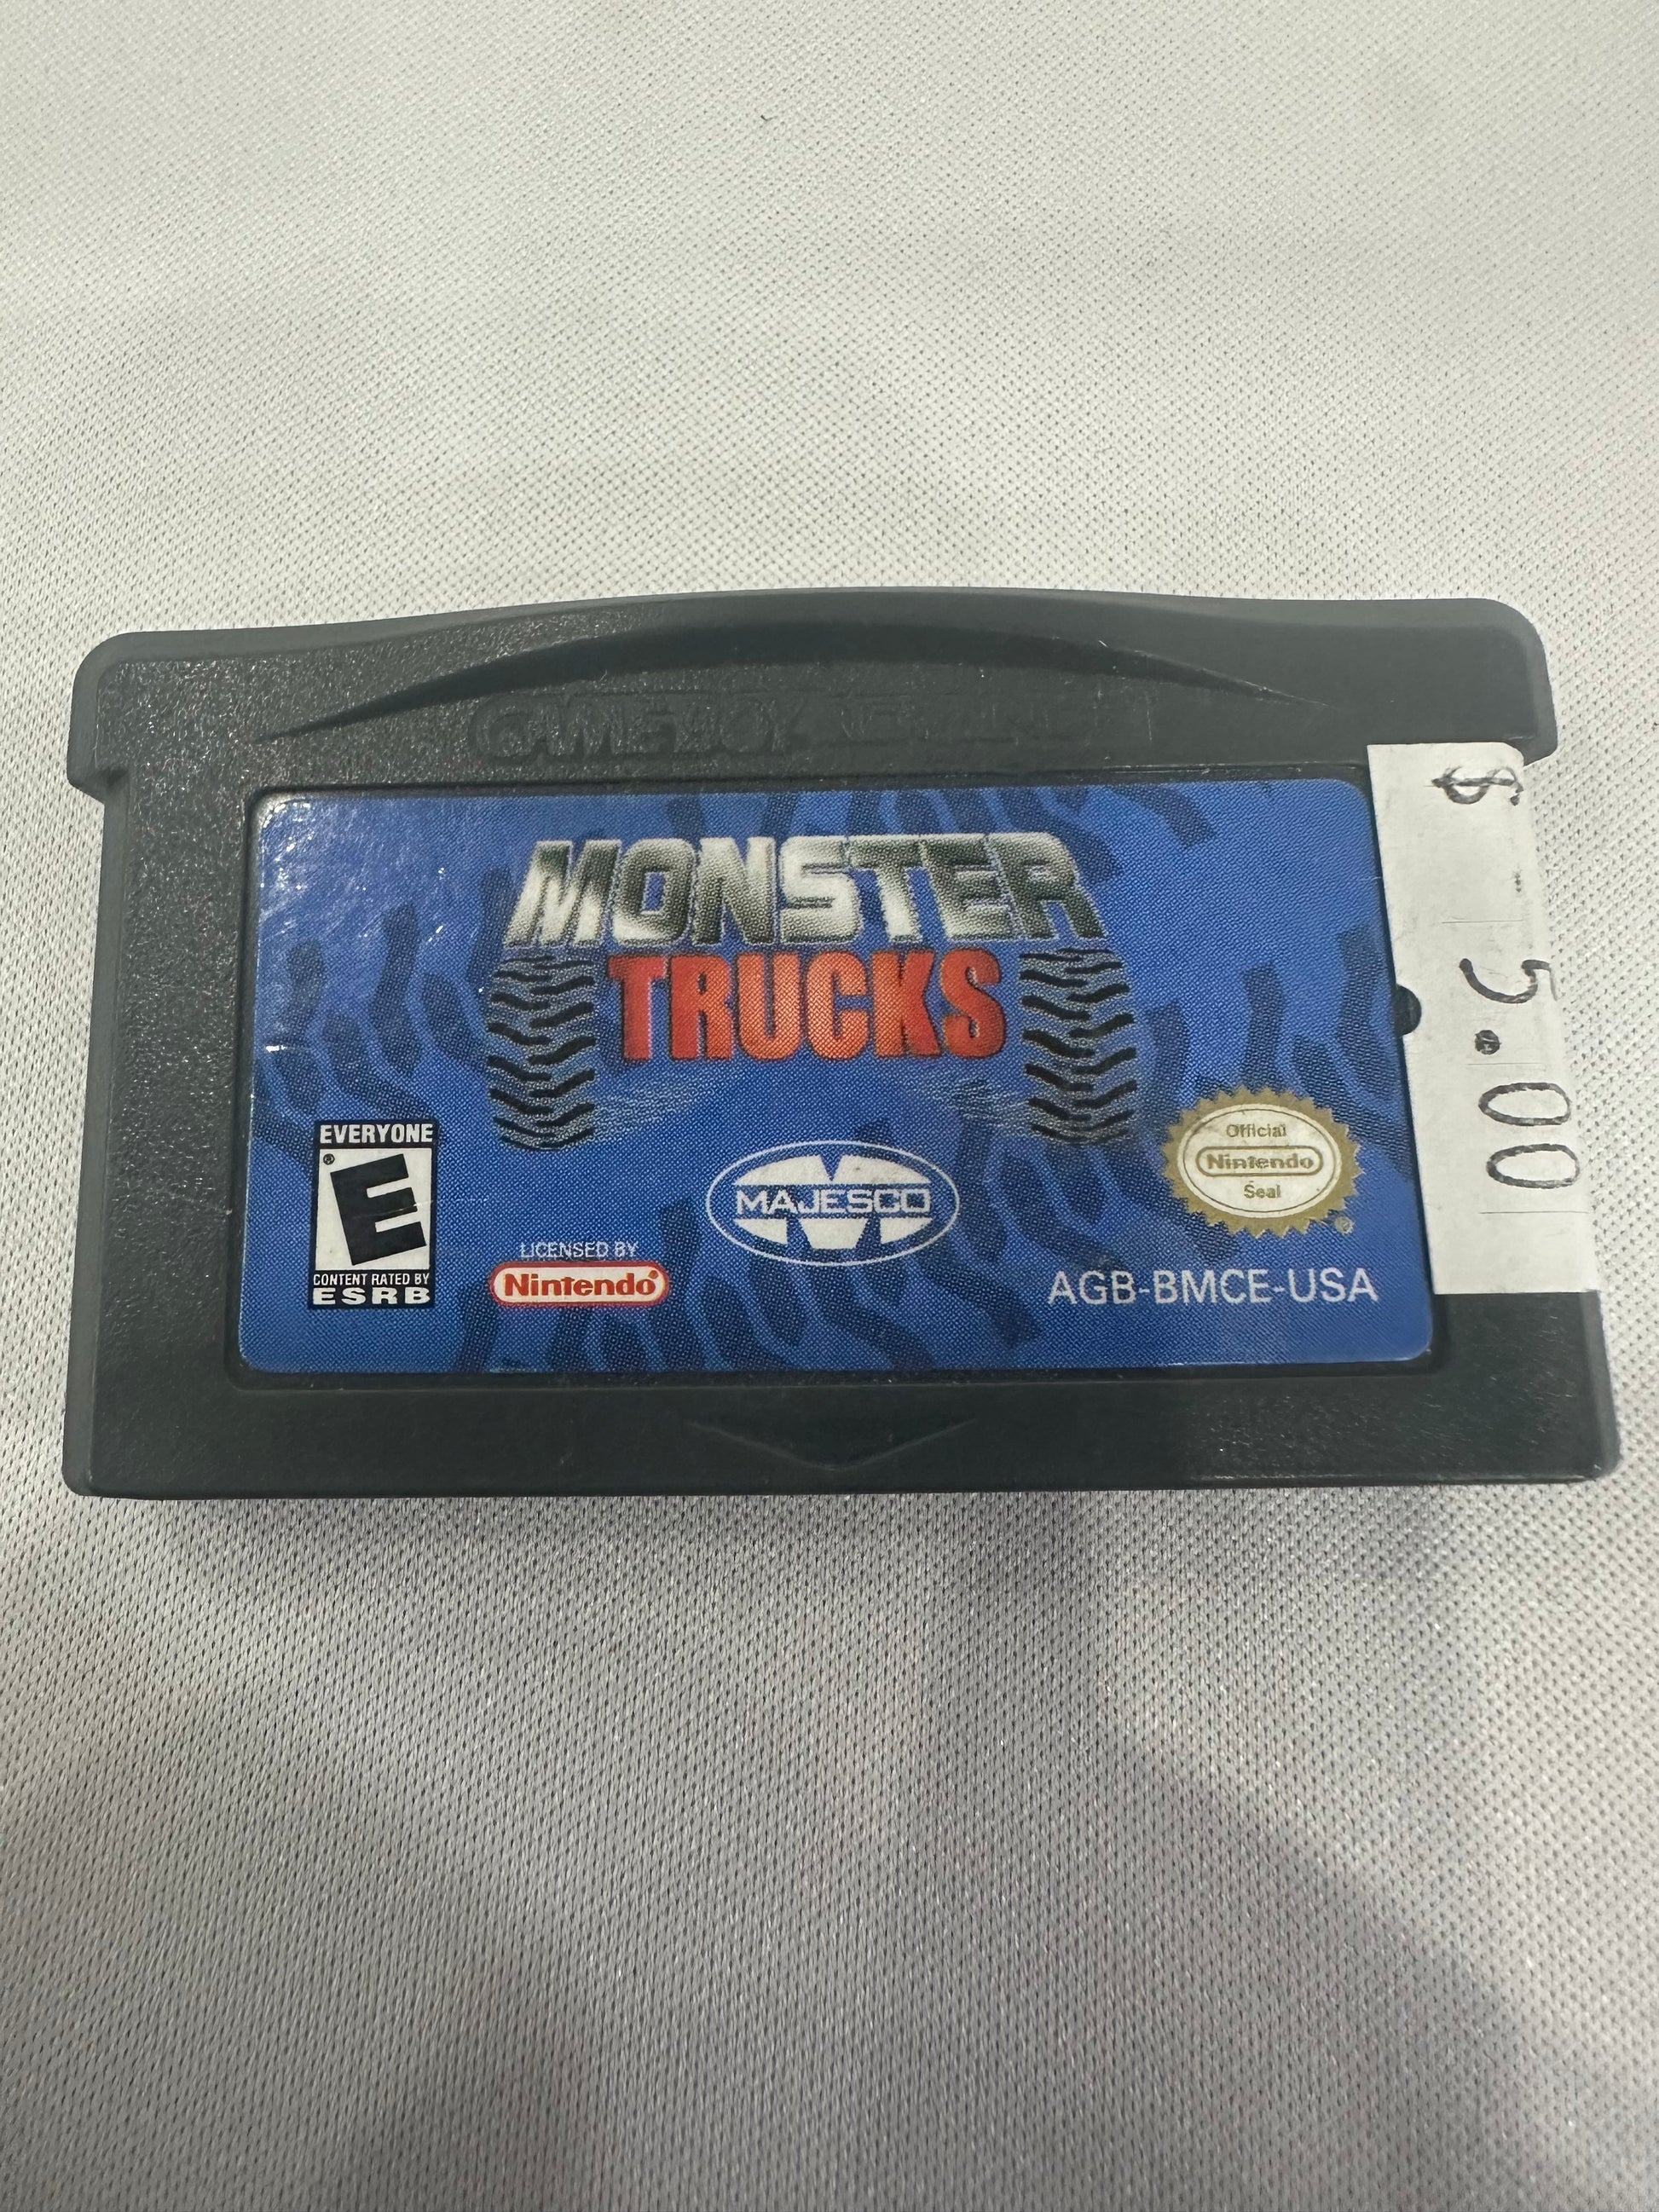 GAME BOY ADVANCE
MONSTER
TRUCKS
EVERYONE
®
E
CONTENT RATED BY
ESRB
LICENSED BY
Nintendo®
MAJESCO
Official
Nintendo
Seal
®
AGB-BMCE-USA
$ 5.00